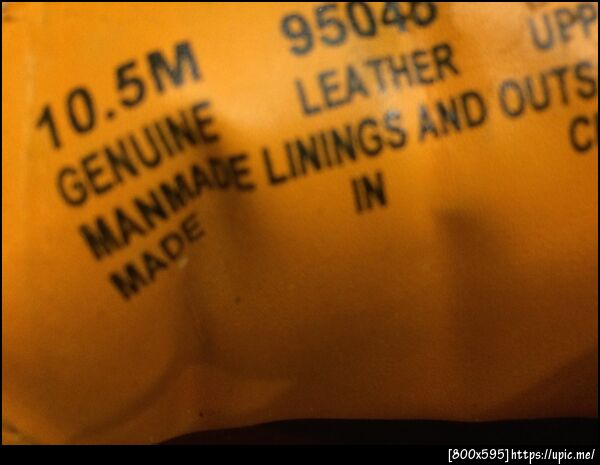 10.5M 95048 UPP
GENUINE LEATHER
MANMADE LININGS AND OUTS
MADE IN C
[800x595]https://upic.me/